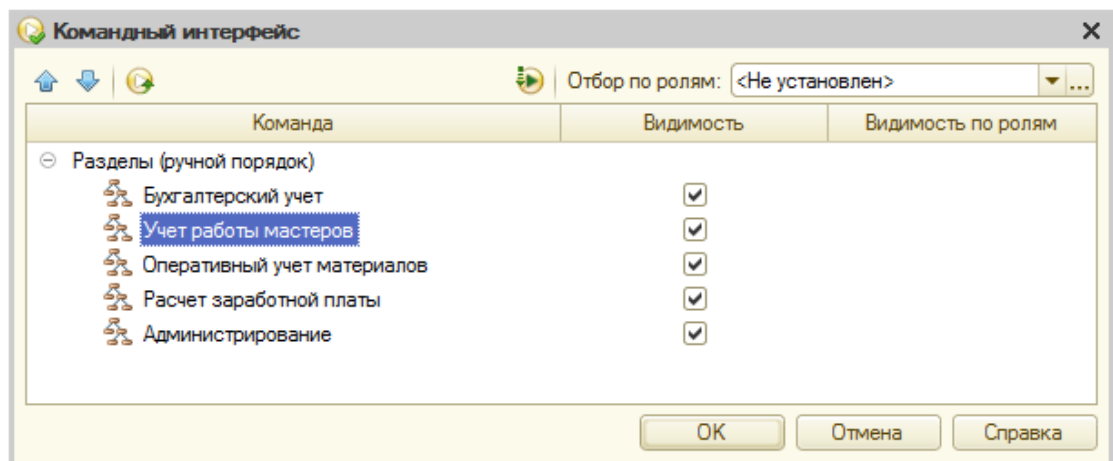 Командный интерфейс
Отбор по ролям: <Не установлен>
Команда Видимость Видимость по ролям
Разделы (ручной порядок)
Бухгалтерский учет
Учет работы мастеров
Оперативный учет материалов
Расчет заработной платы
Администрирование
OK Отмена Справка